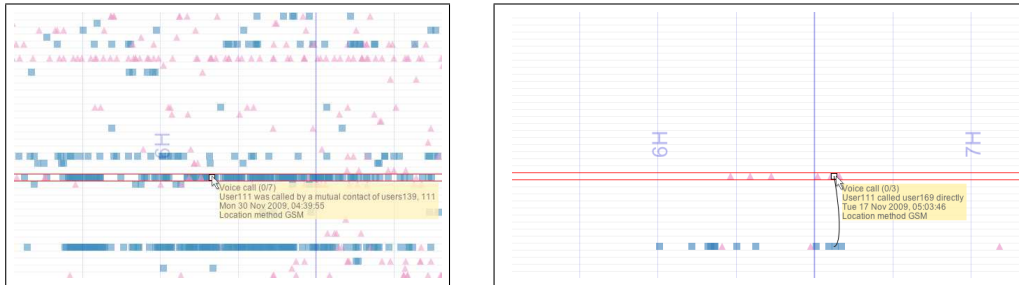 6H
Voice call (0/7)
User111 was called by a mutual contact of users139, 111
Mon 30 Nov 2009, 04:39:55
Location method GSM
6H
7H
Voice call (0/3)
User111 called user169 directly
Tue 17 Nov 2009, 05:03:46
Location method GSM